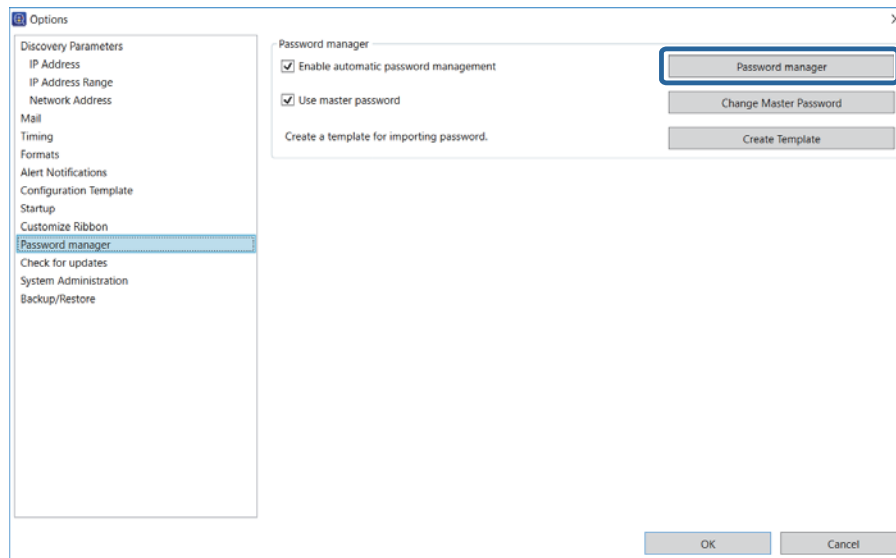 Options
Discovery Parameters
IP Address
IP Address Range
Network Address
Mail
Timing
Formats
Alert Notifications
Configuration Template
Startup
Customize Ribbon
Password manager
Check for updates
System Administration
Backup/Restore
Password manager
Enable automatic password management
Password manager
Use master password
Change Master Password
Create a template for importing password.
Create Template
OK
Cancel